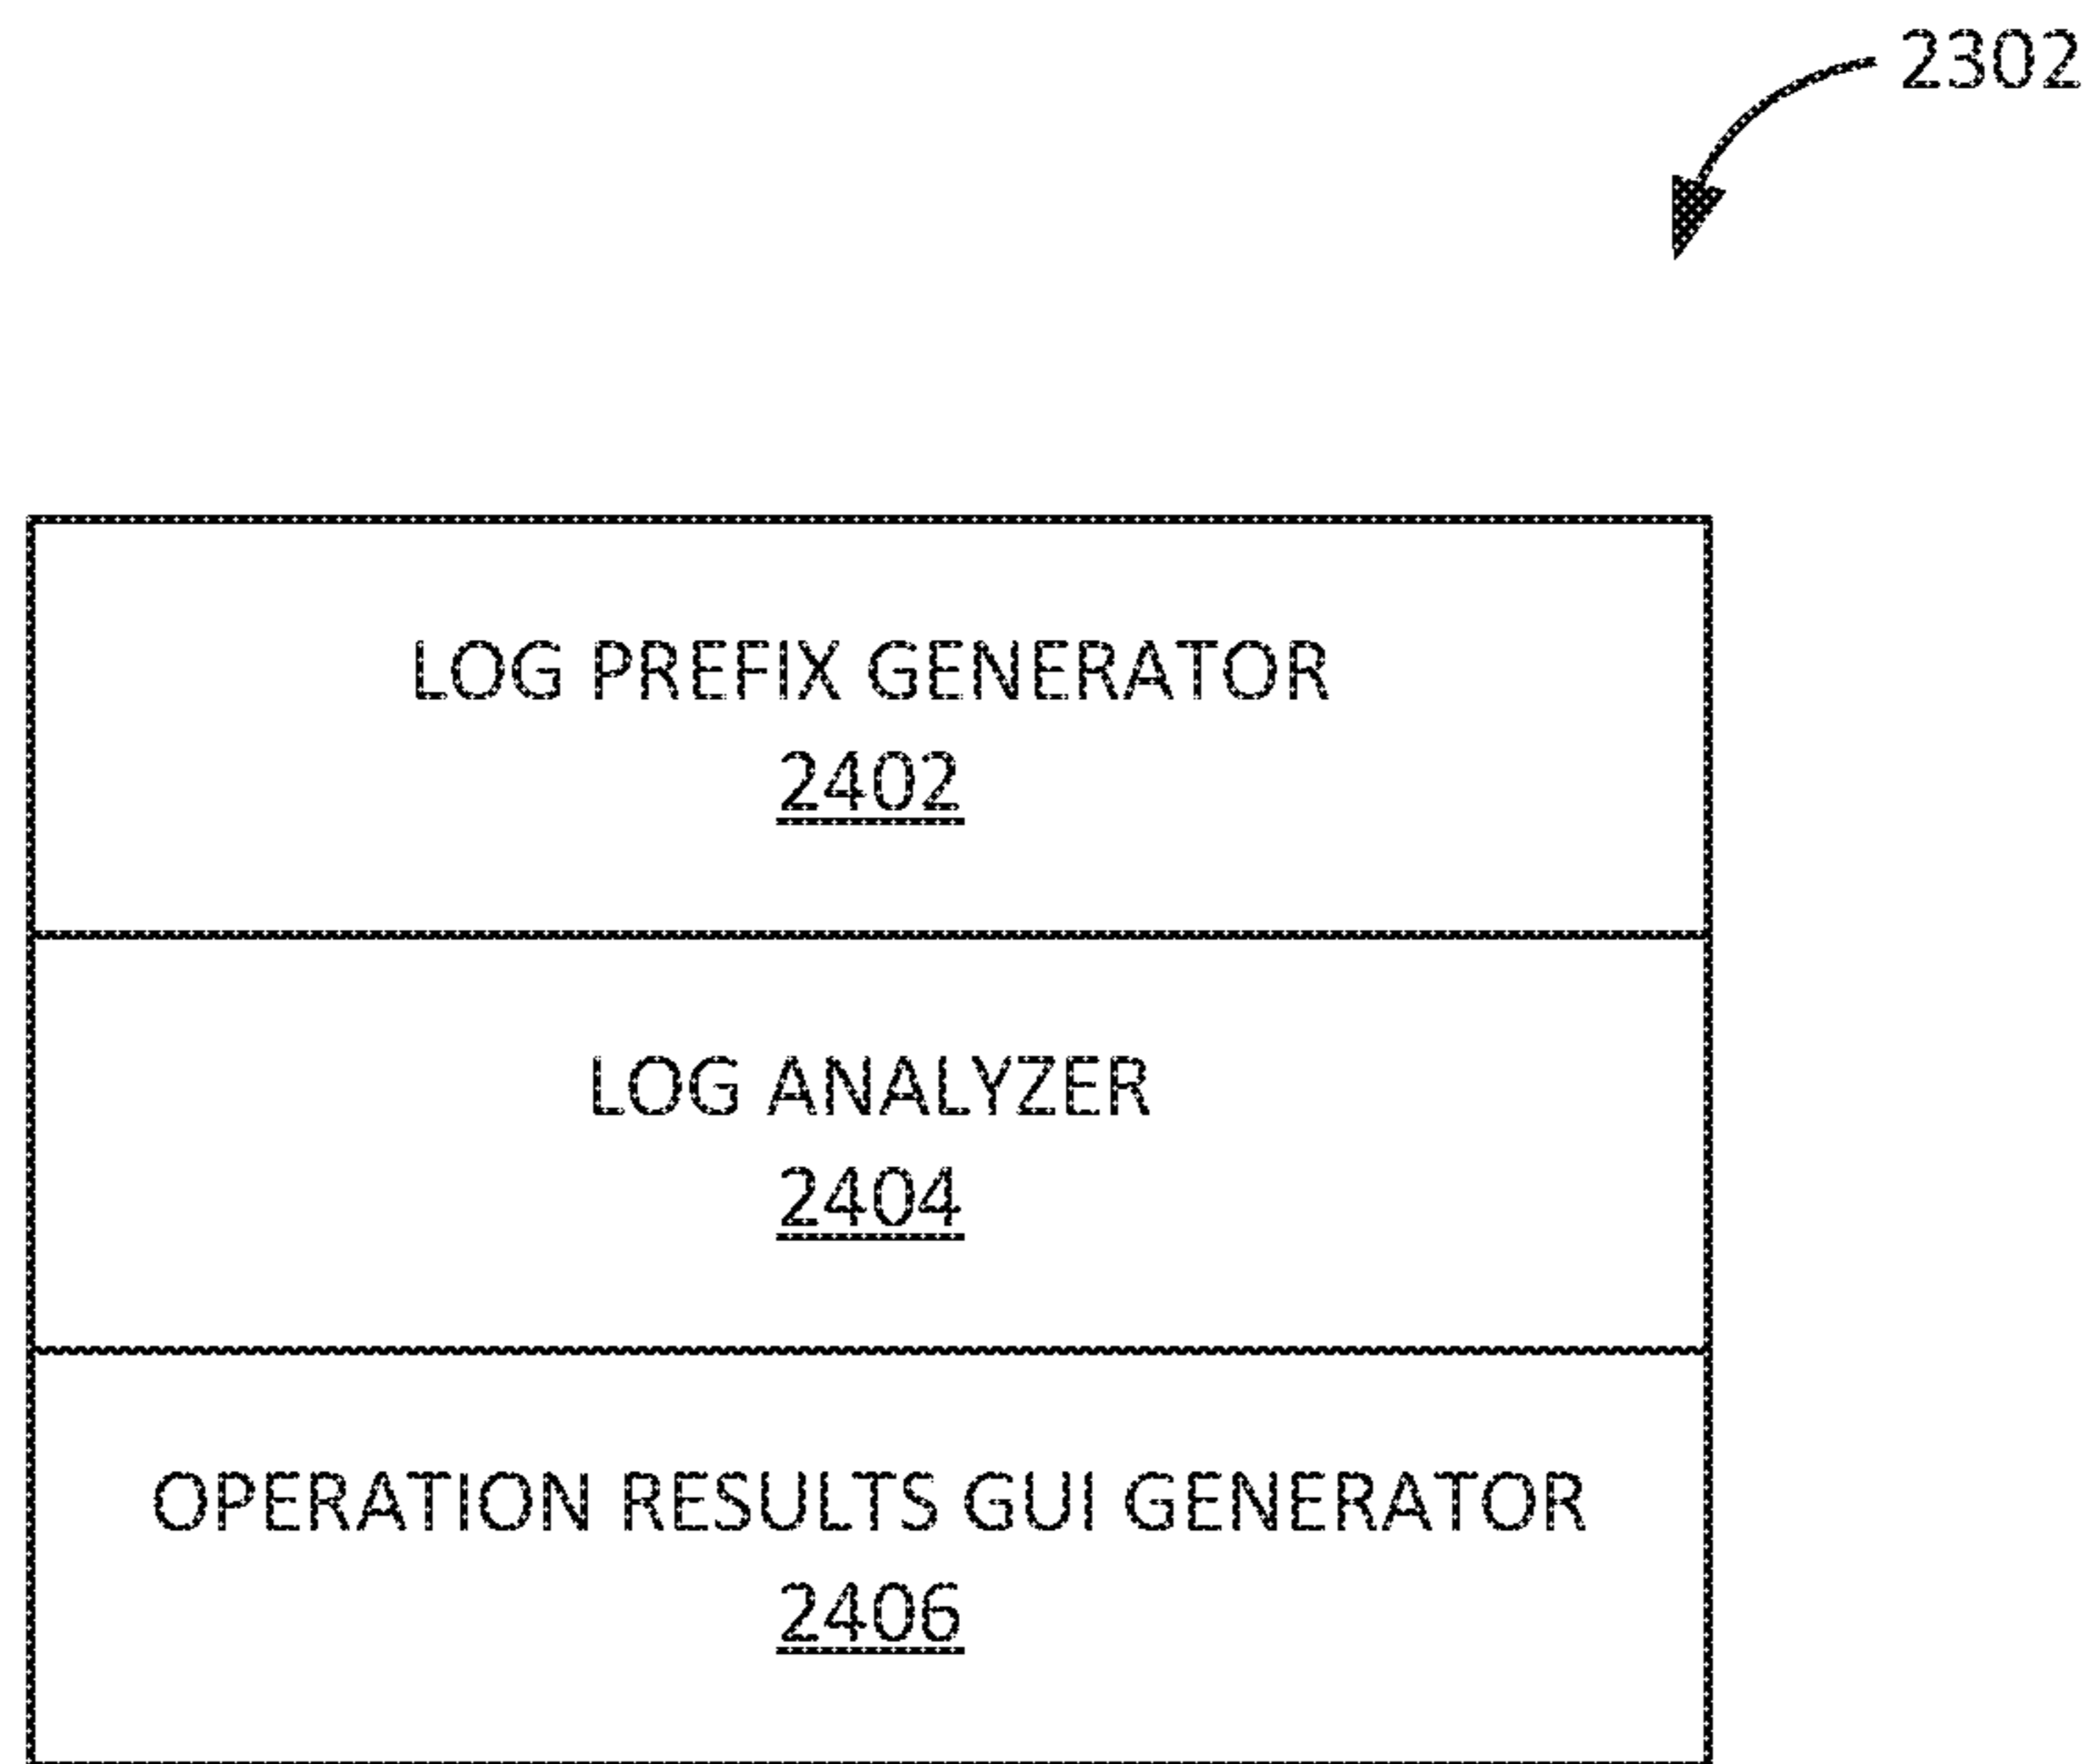 2302
LOG PREFIX GENERATOR
2402
LOG ANALYZER
2404
OPERATION RESULTS GUI GENERATOR
2406